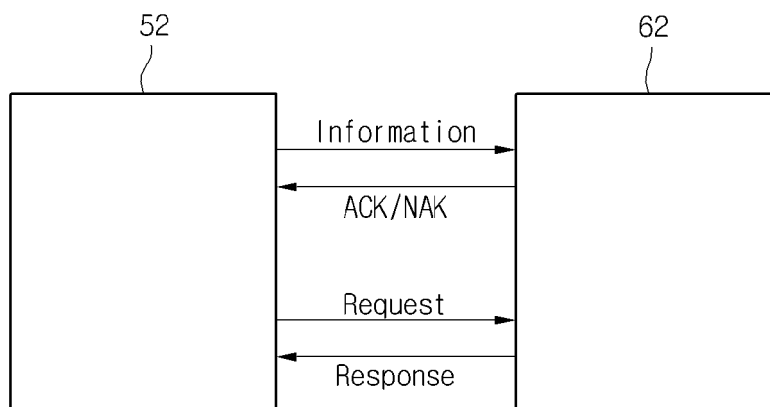 52
62
Information
ACK/NAK
Request
Response